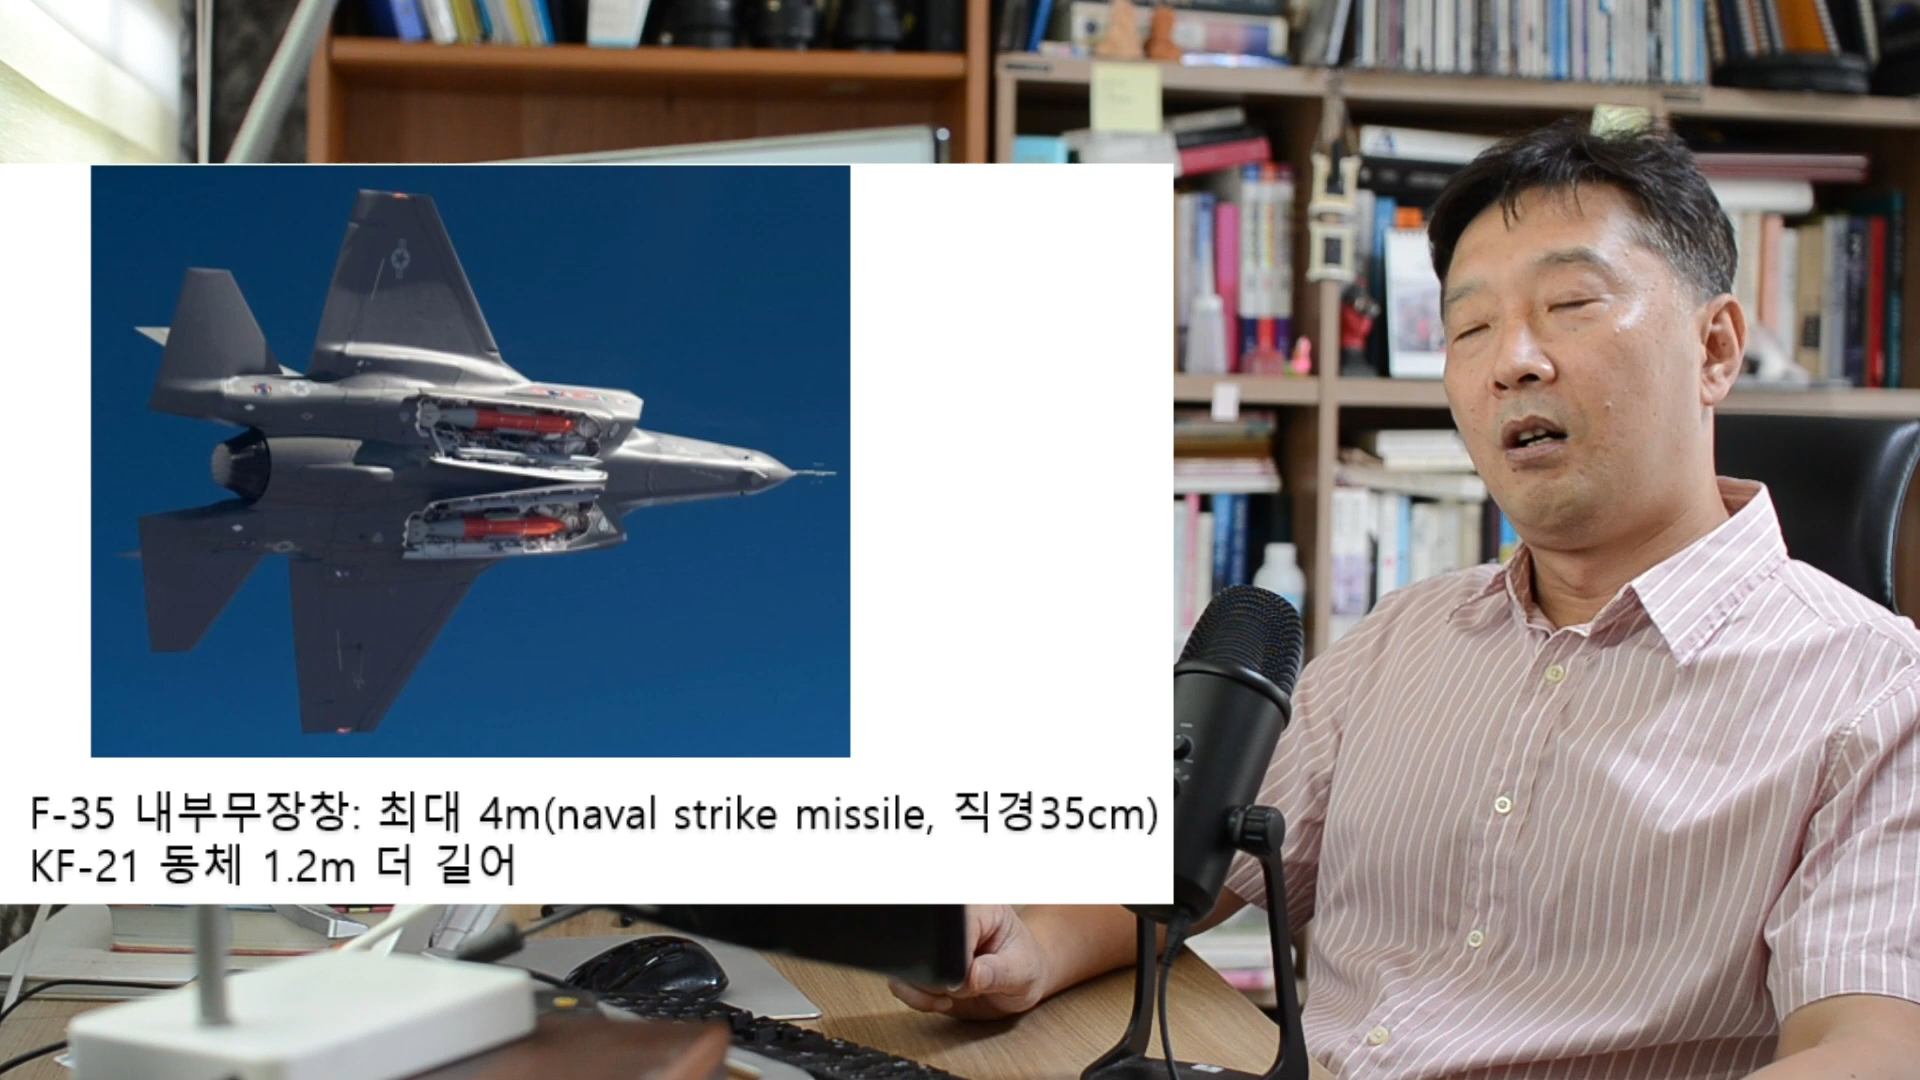 F-35 내부무장창: 최대 4m(naval strike missile, 직경35cm)
KF-21 동체 1.2m 더 길어